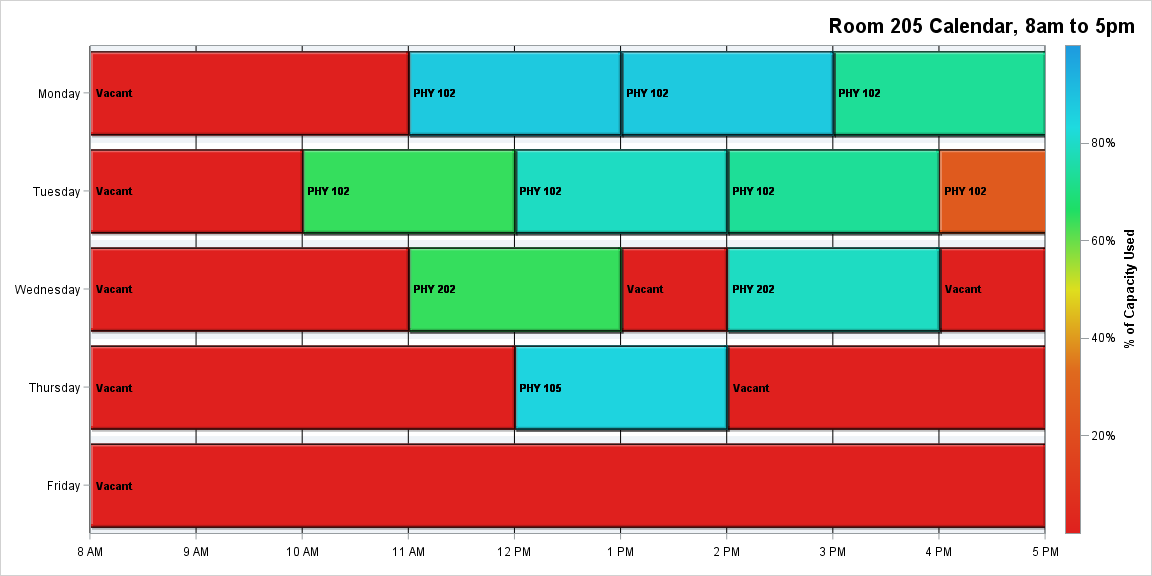 Room 205 Calendar, 8am to 5pm
Monday Vacant PHY 102 PHY 102 PHY 102
80%
Tuesday Vacant PHY 102 PHY 102 PHY 102 PHY 102
60%
% of Capacity Used
Wednesday Vacant PHY 202 Vacant PHY 202 Vacant
40%
Thursday Vacant PHY 105 Vacant
20%
Friday Vacant
8 AM 9 AM 10 AM 11 AM 12 PM 1 PM 2 PM 3 PM 4 PM 5 PM